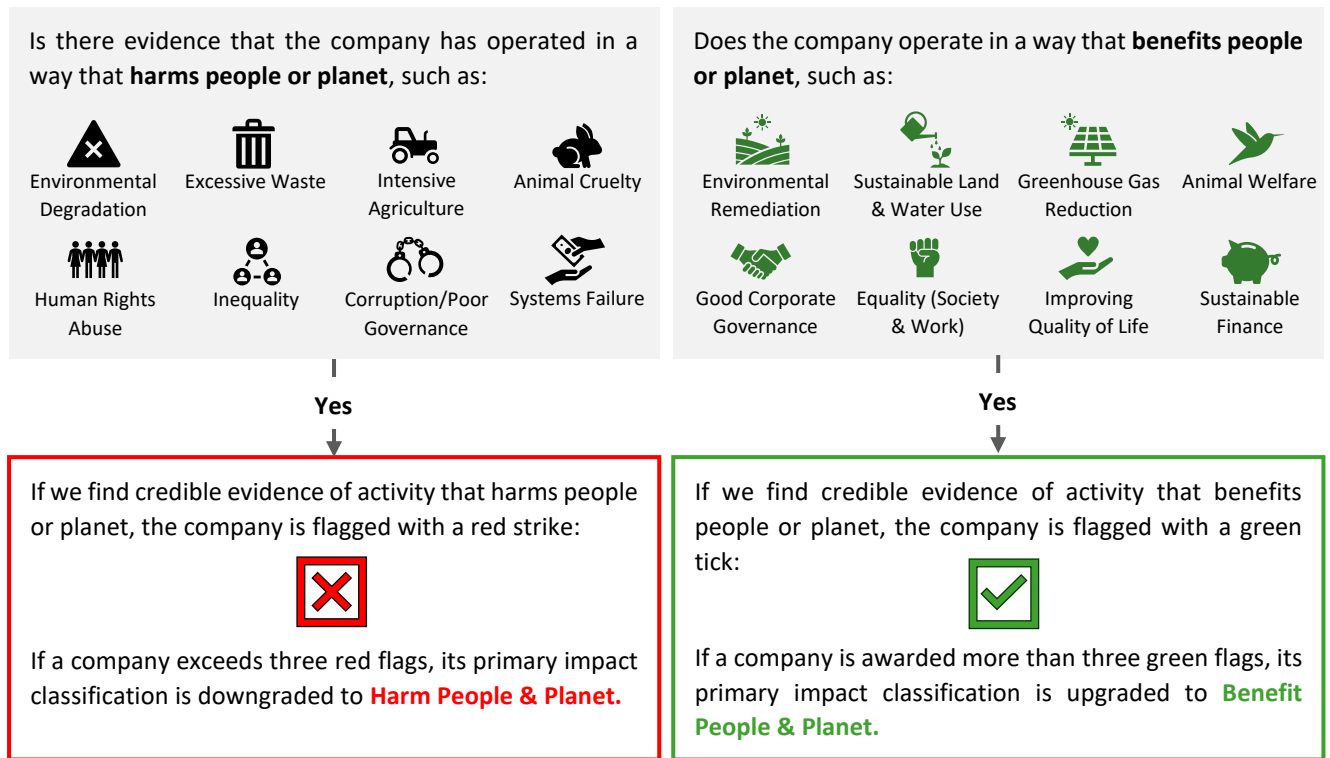 Is there evidence that the company has operated in a
way that harms people or planet, such as:
Environmental
Degradation
Excessive Waste
Intensive
Agriculture
Animal Cruelty
Human Rights
Abuse
Inequality
Corruption/Poor
Governance
Systems Failure
Yes
If we find credible evidence of activity that harms people
or planet, the company is flagged with a red strike:
If a company exceeds three red flags, its primary impact
classification is downgraded to Harm People & Planet.
Does the company operate in a way that benefits people
or planet, such as:
Environmental
Remediation
Sustainable Land
& Water Use
Greenhouse Gas
Reduction
Animal Welfare
Good Corporate
Governance
Equality (Society
& Work)
Improving
Quality of Life
Sustainable
Finance
Yes
If we find credible evidence of activity that benefits
people or planet, the company is flagged with a green
tick:
If a company is awarded more than three green flags, its
primary impact classification is upgraded to Benefit
People & Planet.